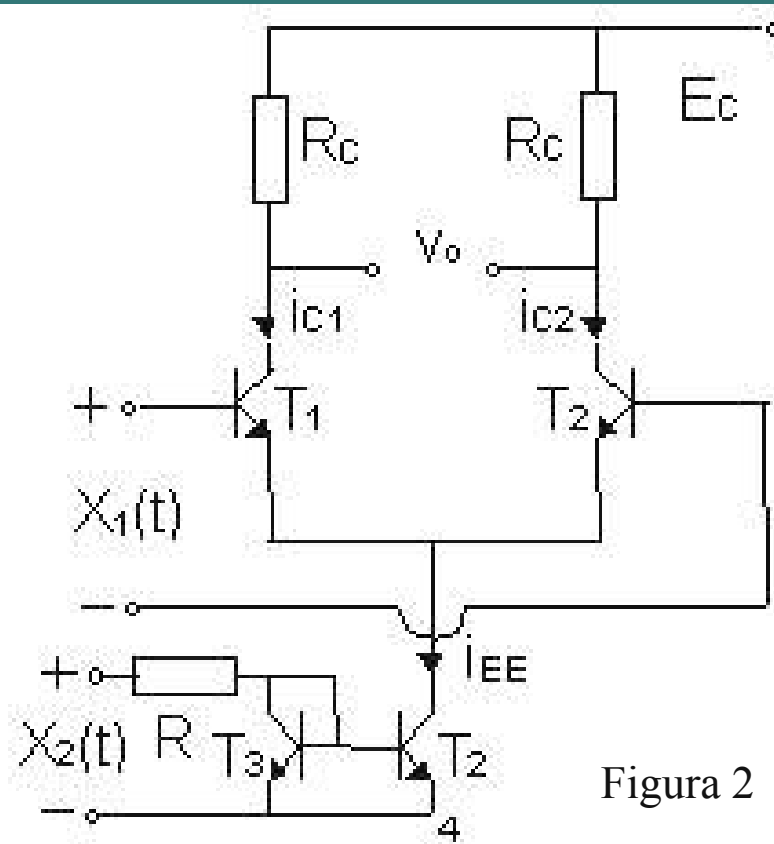 Rc Rc Ec
Vo
ic1 ic2
+ T1 T2
X1(t)
−
+ iEE
X2(t) R T3 T2
− 4
Figura 2